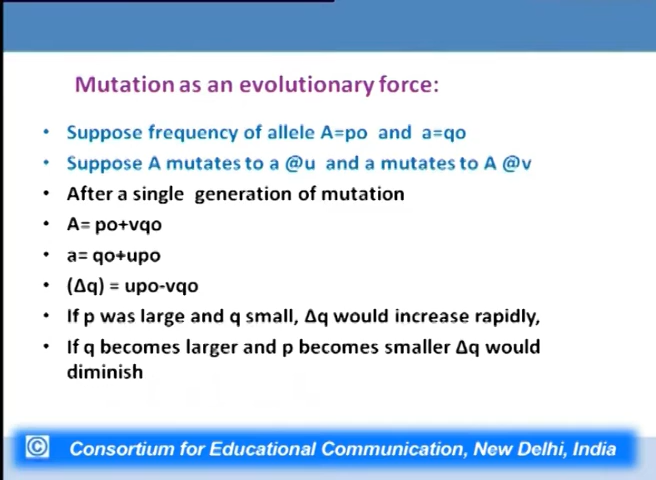 Mutation as an evolutionary force:
• Suppose frequency of allele A=po and a=qo
• Suppose A mutates to a @u and a mutates to A @v
• After a single generation of mutation
• A= po+vqo
• a= qo+upo
• (Δq) = upo-vqo
• If p was large and q small, Δq would increase rapidly,
• If q becomes larger and p becomes smaller Δq would
diminish
© Consortium for Educational Communication, New Delhi, India